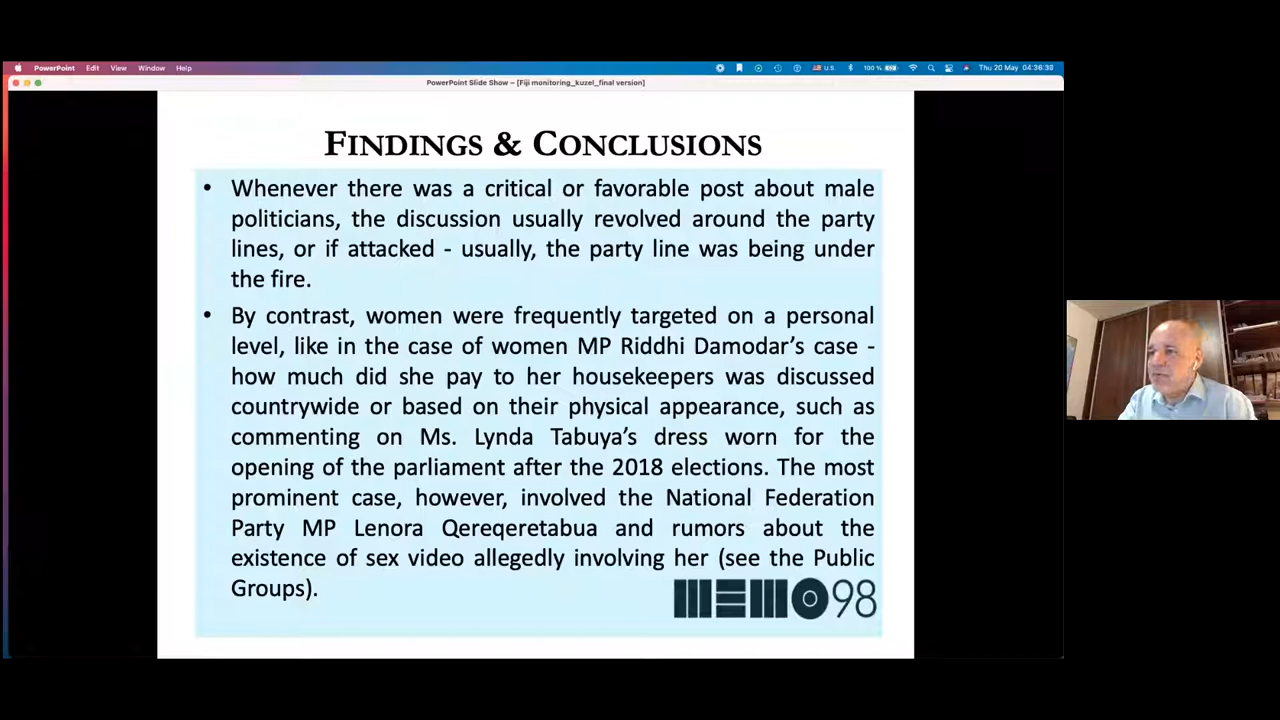 PowerPoint Edit View Window Help
U.S. 100 % Thu 20 May 04:36:38
PowerPoint Slide Show – [Fiji monitoring_kuzel_final version]
FINDINGS & CONCLUSIONS
• Whenever there was a critical or favorable post about male
politicians, the discussion usually revolved around the party
lines, or if attacked - usually, the party line was being under
the fire.
• By contrast, women were frequently targeted on a personal
level, like in the case of women MP Riddhi Damodar’s case -
how much did she pay to her housekeepers was discussed
countrywide or based on their physical appearance, such as
commenting on Ms. Lynda Tabuya’s dress worn for the
opening of the parliament after the 2018 elections. The most
prominent case, however, involved the National Federation
Party MP Lenora Qereqeretabua and rumors about the
existence of sex video allegedly involving her (see the Public
Groups).
MEMO98